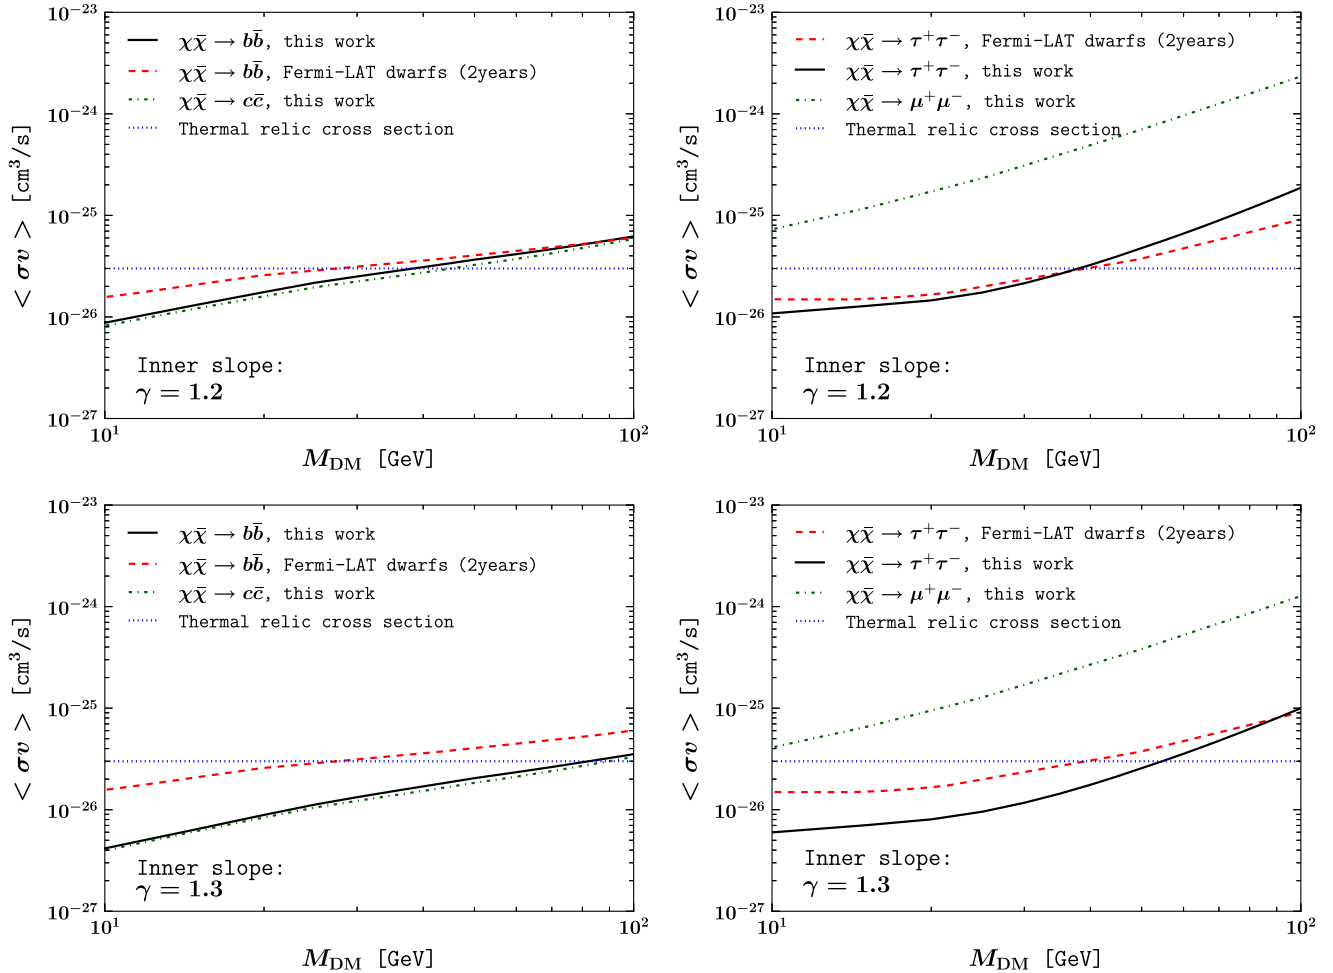 10⁻²³
10⁻²⁴
10⁻²⁵
10⁻²⁶
10⁻²⁷
< σv > [cm³/s]
χχ̄ → bb̄, this work
χχ̄ → bb̄, Fermi-LAT dwarfs (2years)
χχ̄ → cc̄, this work
Thermal relic cross section
Inner slope:
γ = 1.2
10¹ 10²
M_DM [GeV]
10⁻²³
10⁻²⁴
10⁻²⁵
10⁻²⁶
10⁻²⁷
< σv > [cm³/s]
χχ̄ → τ⁺τ⁻, Fermi-LAT dwarfs (2years)
χχ̄ → τ⁺τ⁻, this work
χχ̄ → μ⁺μ⁻, this work
Thermal relic cross section
Inner slope:
γ = 1.2
10¹ 10²
M_DM [GeV]
10⁻²³
10⁻²⁴
10⁻²⁵
10⁻²⁶
10⁻²⁷
< σv > [cm³/s]
χχ̄ → bb̄, this work
χχ̄ → bb̄, Fermi-LAT dwarfs (2years)
χχ̄ → cc̄, this work
Thermal relic cross section
Inner slope:
γ = 1.3
10¹ 10²
M_DM [GeV]
10⁻²³
10⁻²⁴
10⁻²⁵
10⁻²⁶
10⁻²⁷
< σv > [cm³/s]
χχ̄ → τ⁺τ⁻, Fermi-LAT dwarfs (2years)
χχ̄ → τ⁺τ⁻, this work
χχ̄ → μ⁺μ⁻, this work
Thermal relic cross section
Inner slope:
γ = 1.3
10¹ 10²
M_DM [GeV]